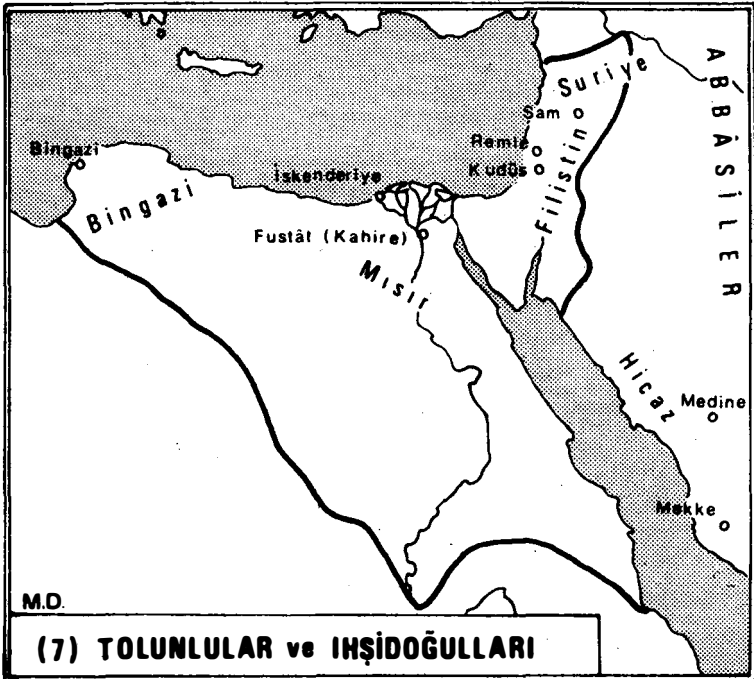 Suriye
ABBÂSİLER
Şam
Remle
Kudüs
Filistin
Bingazi
Bingazi
İskenderiye
Fustât (Kahire)
Mısır
Hicaz
Medine
Mekke
M.D.
(7) TOLUNLULAR ve IHŞİDOĞULLARI